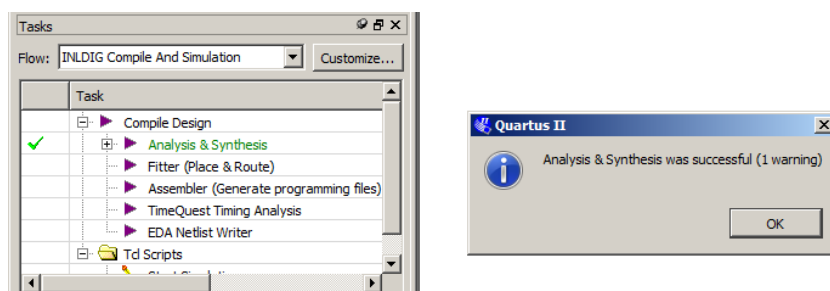 Tasks
Flow: INLDIG Compile And Simulation Customize...
Task
Compile Design
Analysis & Synthesis
Fitter (Place & Route)
Assembler (Generate programming files)
TimeQuest Timing Analysis
EDA Netlist Writer
Tcl Scripts
Quartus II
Analysis & Synthesis was successful (1 warning)
OK